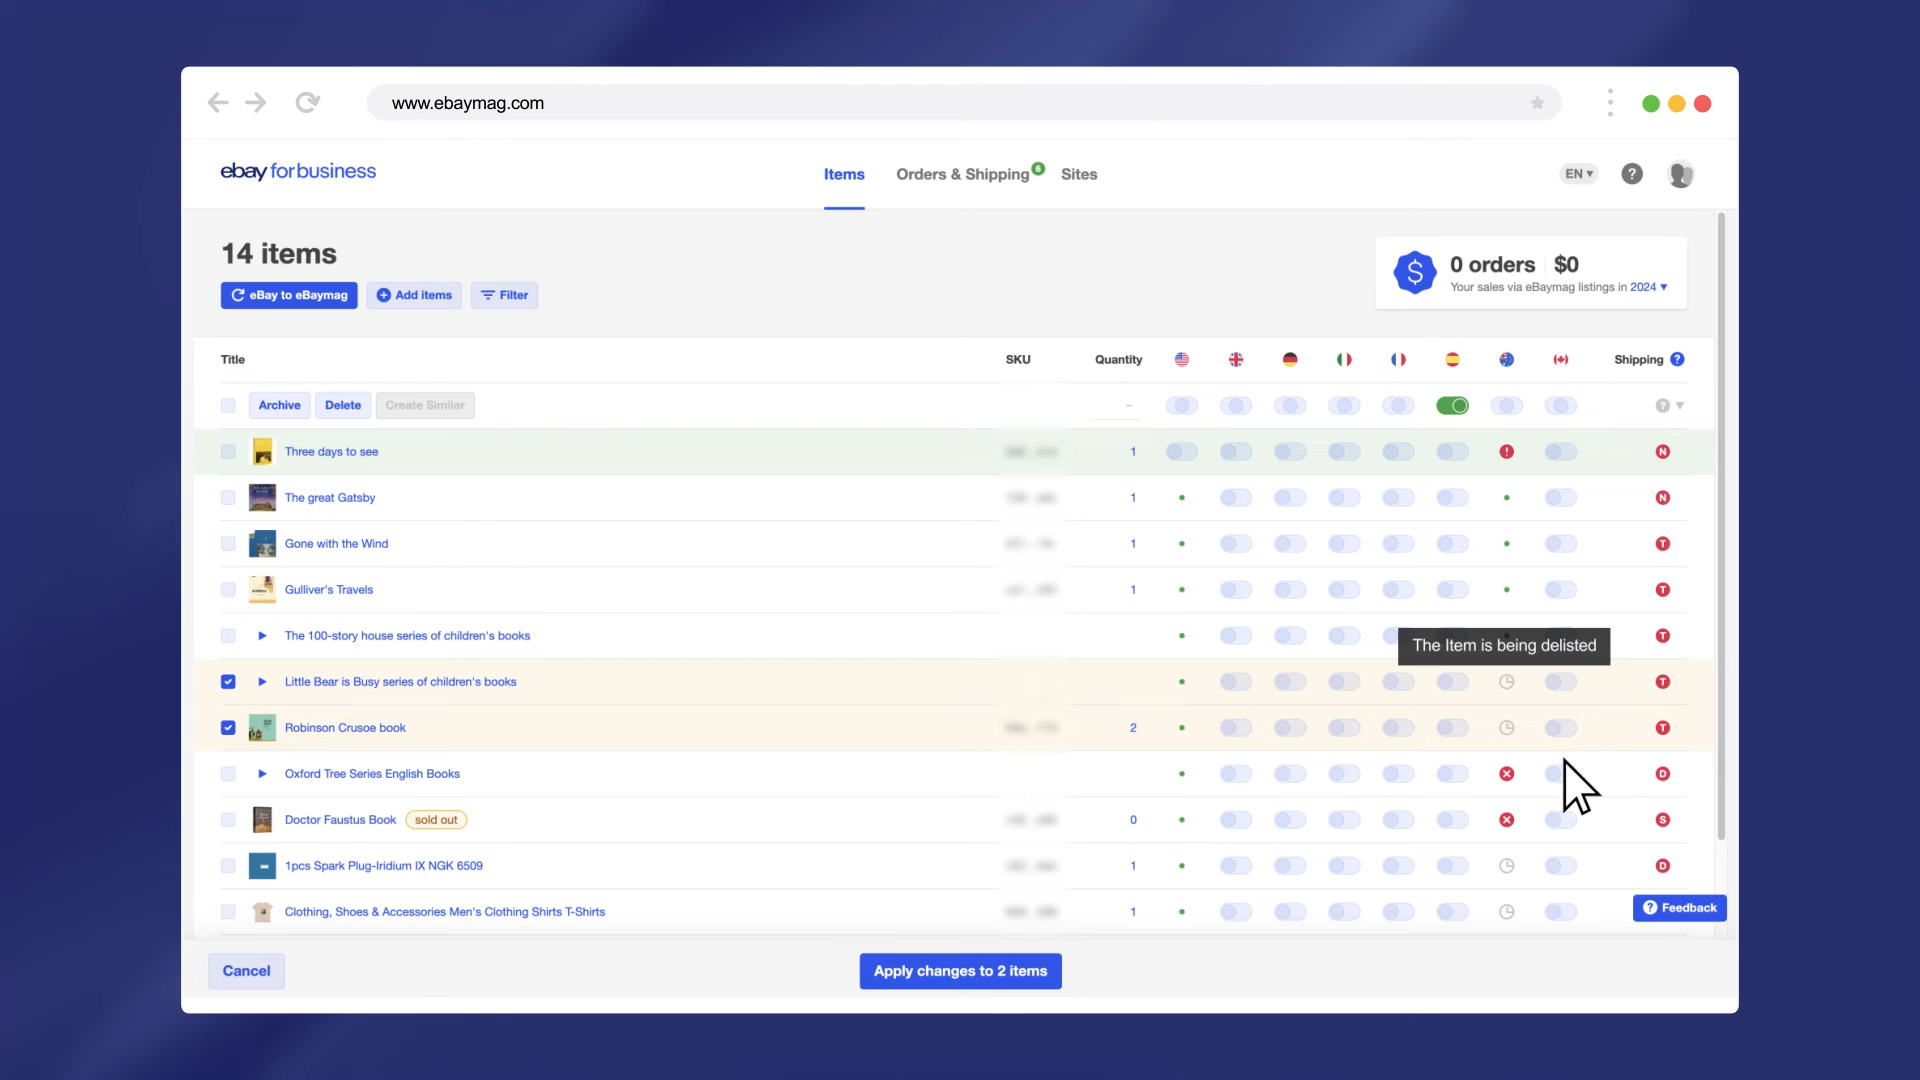 www.ebaymag.com
ebay for business
Items
Orders & Shipping 6
Sites
EN
?
14 items
eBay to eBaymag
Add items
Filter
$
0 orders $0
Your sales via eBaymag listings in 2024
Title SKU Quantity Shipping ?
Archive Delete Create Similar – ?
Three days to see 1 ! N
The great Gatsby 1 N
Gone with the Wind 1 T
Gulliver's Travels 1 T
The 100-story house series of children's books T
The Item is being delisted
Little Bear is Busy series of children's books T
Robinson Crusoe book 2 T
Oxford Tree Series English Books D
Doctor Faustus Book sold out 0 S
1pcs Spark Plug-Iridium IX NGK 6509 1 D
Clothing, Shoes & Accessories Men's Clothing Shirts T-Shirts 1
? Feedback
Cancel
Apply changes to 2 items